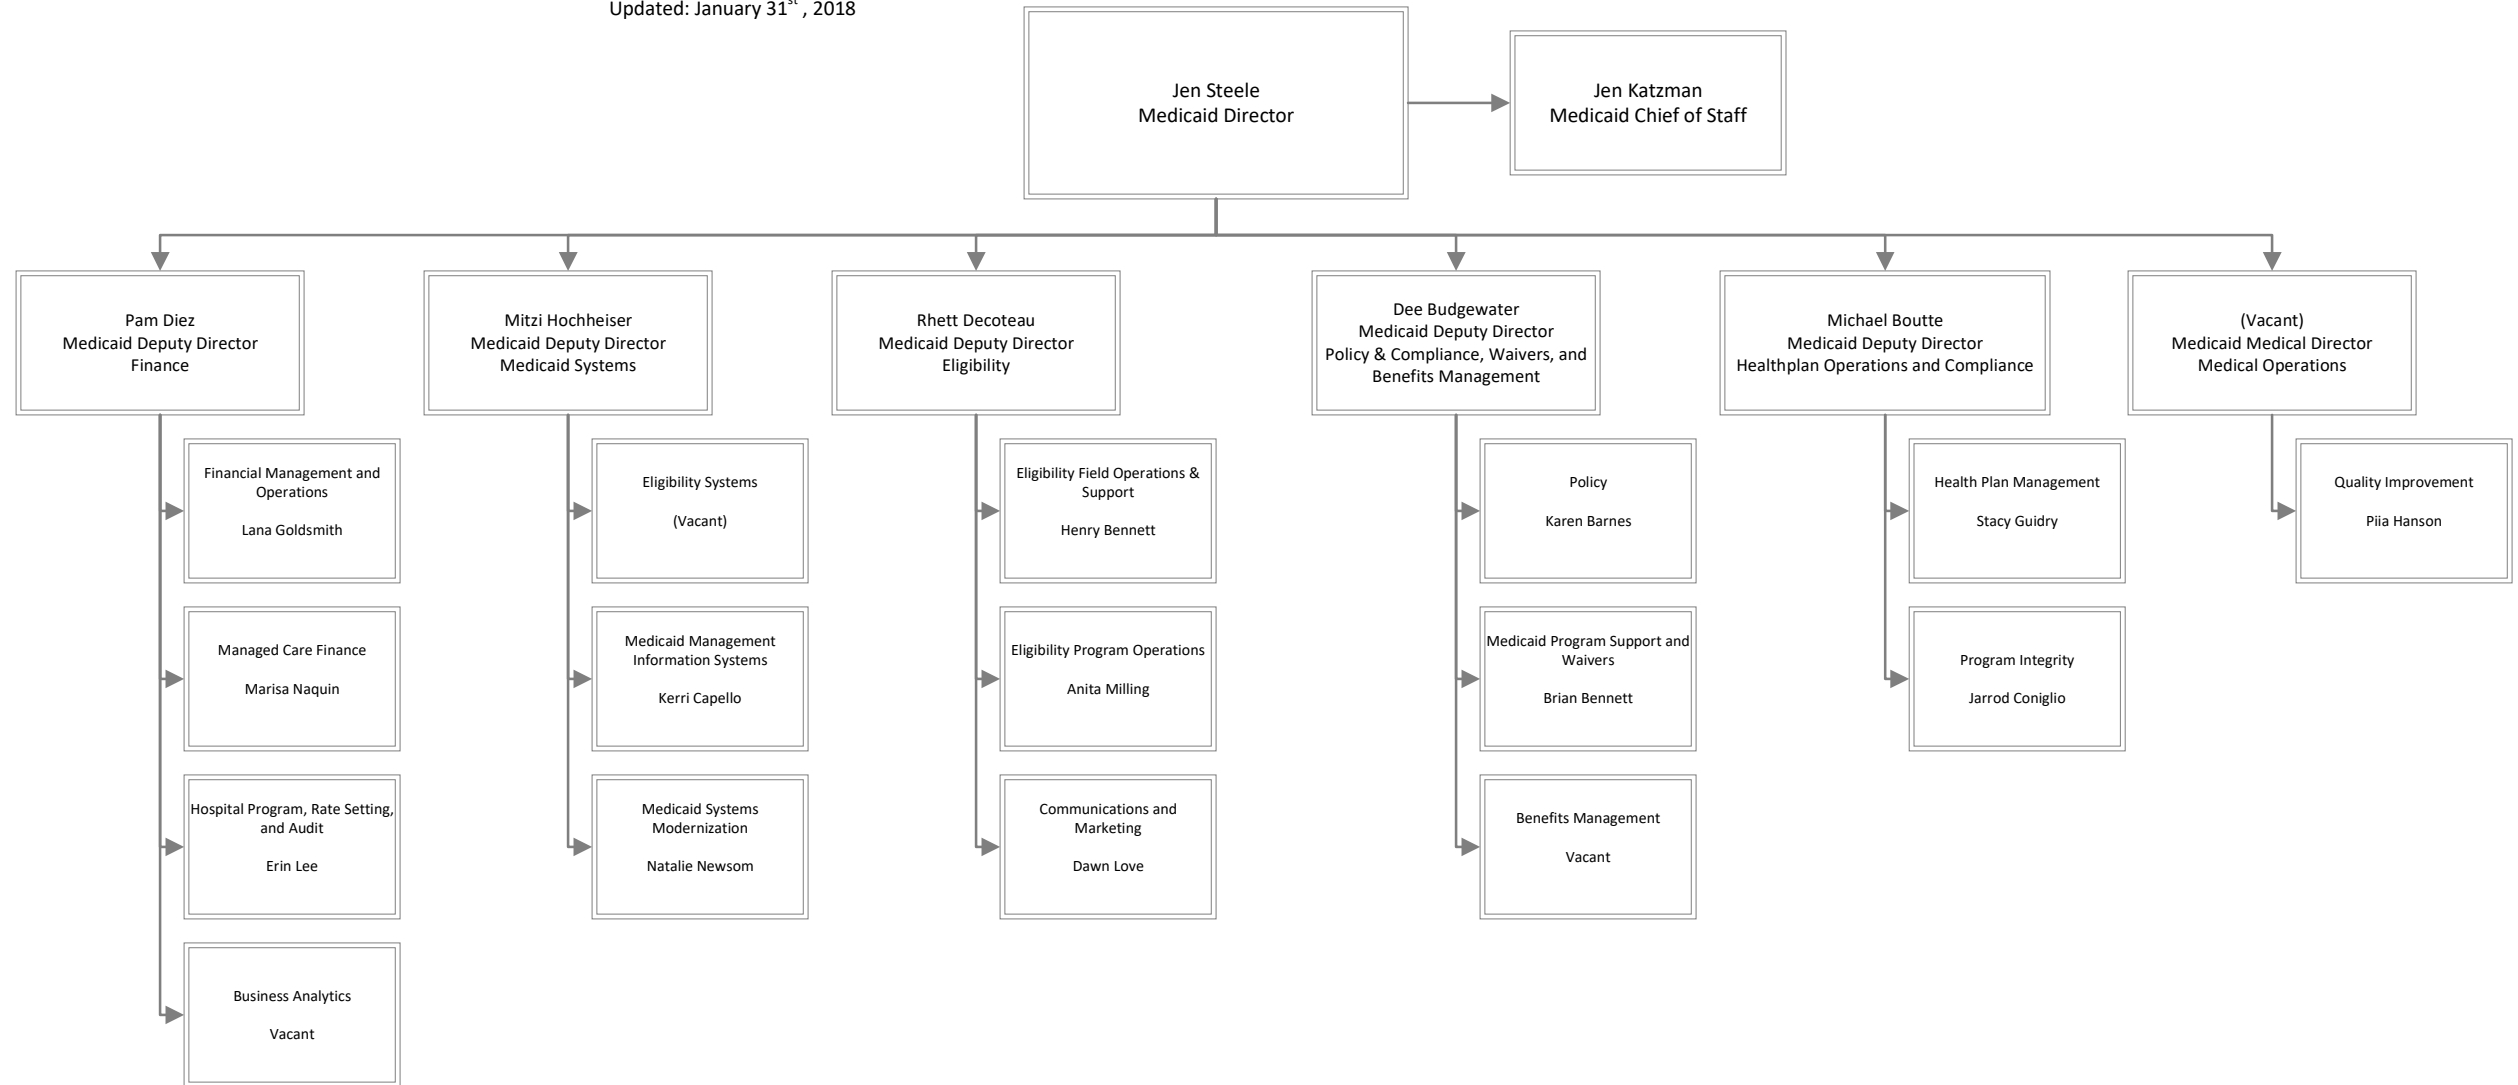 Updated: January 31st , 2018
Jen Steele
Medicaid Director
Jen Katzman
Medicaid Chief of Staff
Pam Diez
Medicaid Deputy Director
Finance
Mitzi Hochheiser
Medicaid Deputy Director
Medicaid Systems
Rhett Decoteau
Medicaid Deputy Director
Eligibility
Dee Budgewater
Medicaid Deputy Director
Policy & Compliance, Waivers, and
Benefits Management
Michael Boutte
Medicaid Deputy Director
Healthplan Operations and Compliance
(Vacant)
Medicaid Medical Director
Medical Operations
Financial Management and
Operations
Lana Goldsmith
Eligibility Systems
(Vacant)
Eligibility Field Operations &
Support
Henry Bennett
Policy
Karen Barnes
Health Plan Management
Stacy Guidry
Quality Improvement
Piia Hanson
Managed Care Finance
Marisa Naquin
Medicaid Management
Information Systems
Kerri Capello
Eligibility Program Operations
Anita Milling
Medicaid Program Support and
Waivers
Brian Bennett
Program Integrity
Jarrod Coniglio
Hospital Program, Rate Setting,
and Audit
Erin Lee
Medicaid Systems
Modernization
Natalie Newsom
Communications and
Marketing
Dawn Love
Benefits Management
Vacant
Business Analytics
Vacant